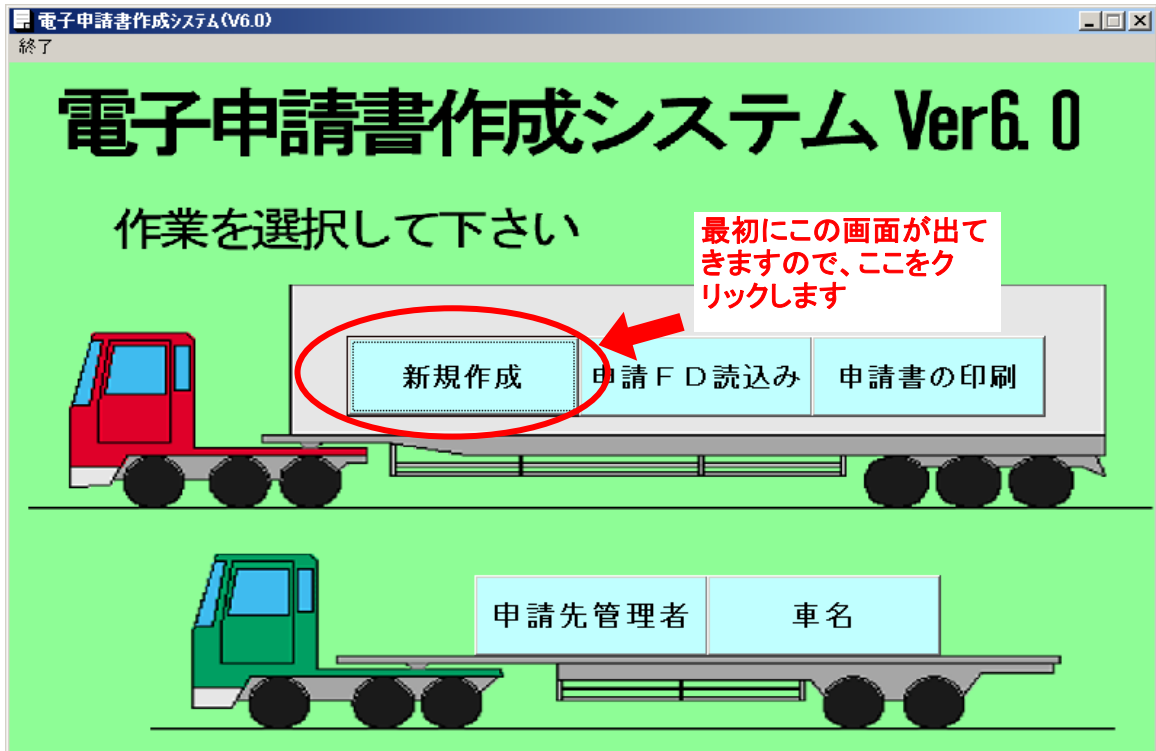 電子申請書作成システム(V6.0)
終了
電子申請書作成システム Ver6.0
作業を選択して下さい
最初にこの画面が出て
きますので、ここをク
リックします
新規作成
申請ＦＤ読込み
申請書の印刷
申請先管理者
車名